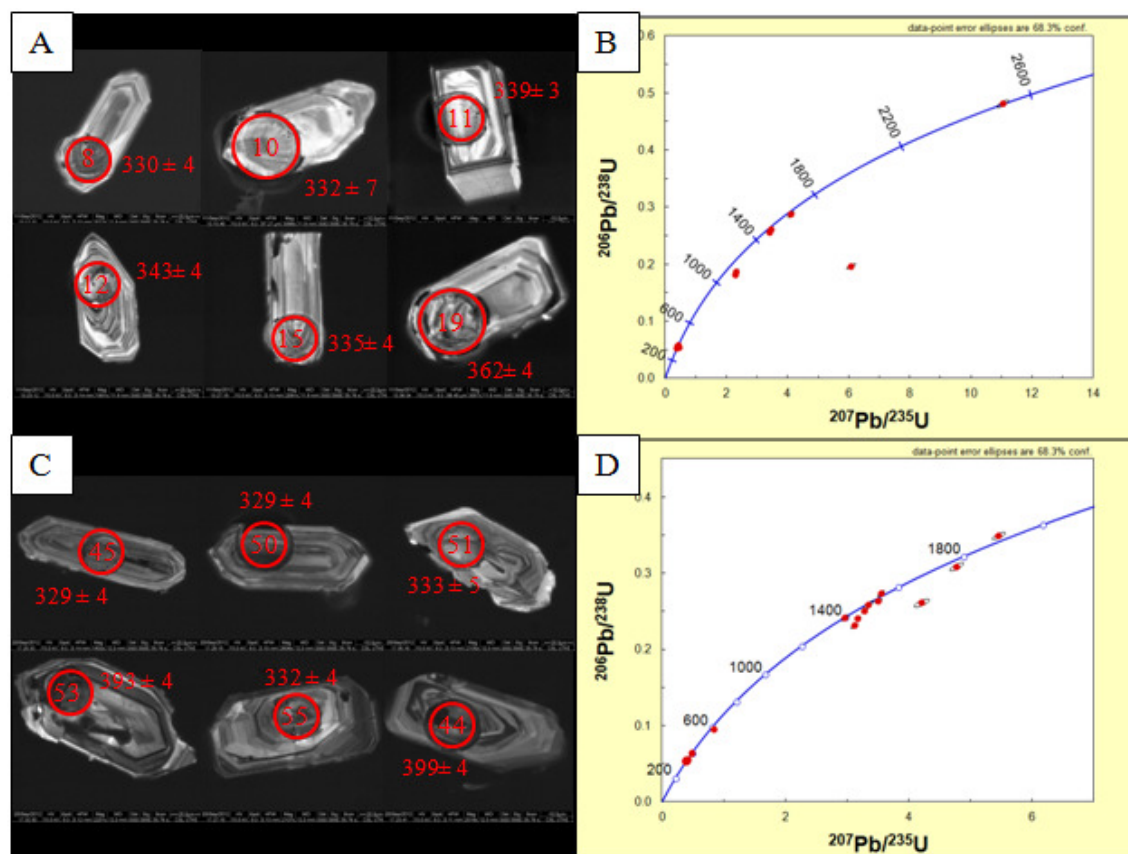 A
8
330 ± 4
10
332 ± 7
11
339 ± 3
12
343 ± 4
15
335 ± 4
19
362 ± 4
B
data-point error ellipses are 68.3% conf.
206Pb/238U
0.6
0.5
0.4
0.3
0.2
0.1
0.0
200
600
1000
1400
1800
2200
2600
0
2
4
6
8
10
12
14
207Pb/235U
C
45
329 ± 4
329 ± 4
50
51
333 ± 5
53
393 ± 4
332 ± 4
55
44
399 ± 4
D
data-point error ellipses are 68.3% conf.
206Pb/238U
0.4
0.3
0.2
0.1
0.0
200
600
1000
1400
1800
0
2
4
6
207Pb/235U